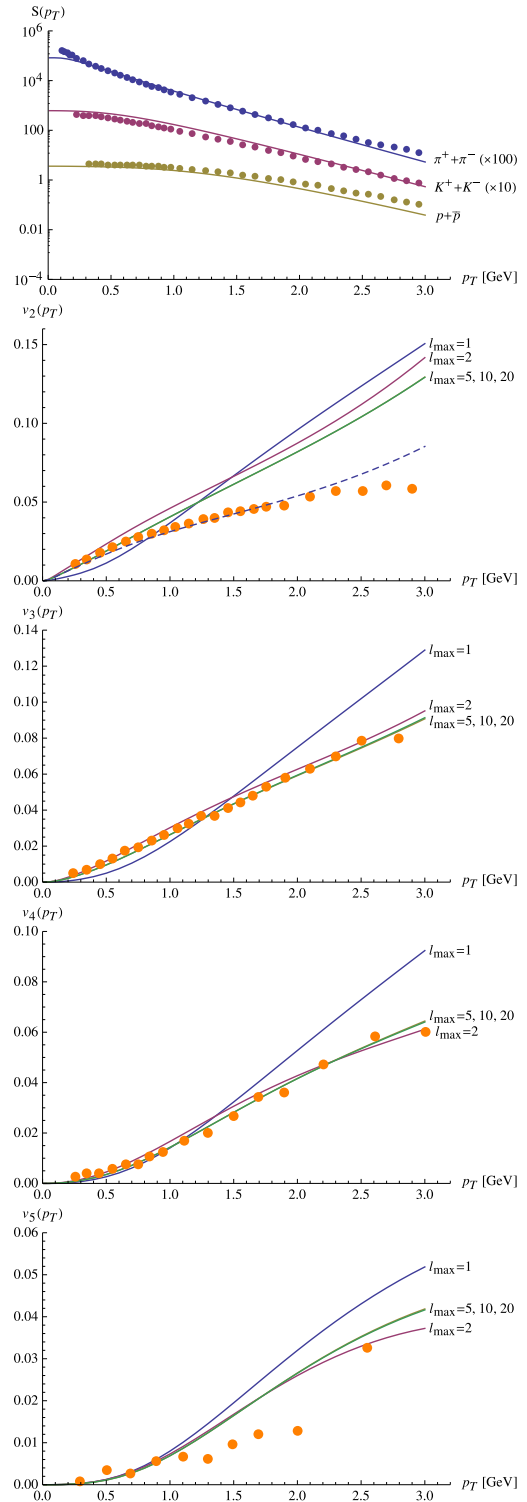 S(p_T)
10^6
10^4
100
1
0.01
10^−4
π^+ + π^− (×100)
K^+ + K^− (×10)
p + p̅
0.0 0.5 1.0 1.5 2.0 2.5 3.0 p_T [GeV]
v_2(p_T)
0.15
0.10
0.05
0.00
l_max=1
l_max=2
l_max=5, 10, 20
0.0 0.5 1.0 1.5 2.0 2.5 3.0 p_T [GeV]
v_3(p_T)
0.14
0.12
0.10
0.08
0.06
0.04
0.02
0.00
l_max=1
l_max=2
l_max=5, 10, 20
0.0 0.5 1.0 1.5 2.0 2.5 3.0 p_T [GeV]
v_4(p_T)
0.10
0.08
0.06
0.04
0.02
0.00
l_max=1
l_max=5, 10, 20
l_max=2
0.0 0.5 1.0 1.5 2.0 2.5 3.0 p_T [GeV]
v_5(p_T)
0.06
0.05
0.04
0.03
0.02
0.01
0.00
l_max=1
l_max=5, 10, 20
l_max=2
0.0 0.5 1.0 1.5 2.0 2.5 3.0 p_T [GeV]